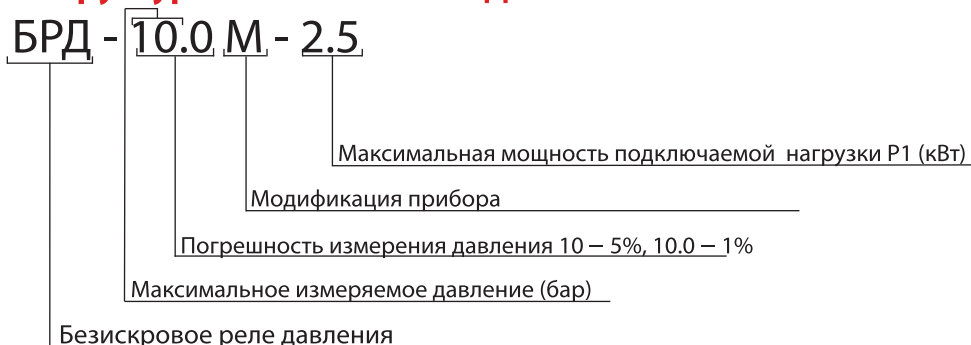 БРД - 10.0 М - 2.5
Максимальная мощность подключаемой нагрузки P1 (кВт)
Модификация прибора
Погрешность измерения давления 10 – 5%, 10.0 – 1%
Максимальное измеряемое давление (бар)
Безискровое реле давления